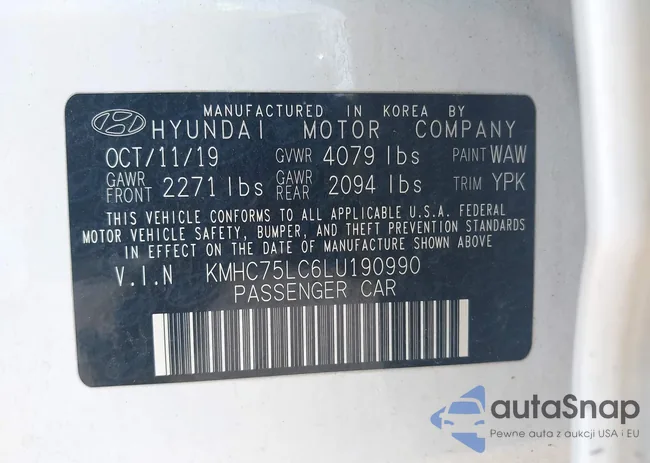 MANUFACTURED IN KOREA BY
HYUNDAI MOTOR COMPANY
OCT/11/19 GVWR 4079 lbs PAINT WAW
GAWR FRONT 2271 lbs GAWR REAR 2094 lbs TRIM YPK
THIS VEHICLE CONFORMS TO ALL APPLICABLE U.S.A. FEDERAL
MOTOR VEHICLE SAFETY, BUMPER, AND THEFT PREVENTION STANDARDS
IN EFFECT ON THE DATE OF MANUFACTURE SHOWN ABOVE.
V.I.N KMHC75LC6LU190990
PASSENGER CAR
autaSnap
Pewne auta z aukcji USA i EU